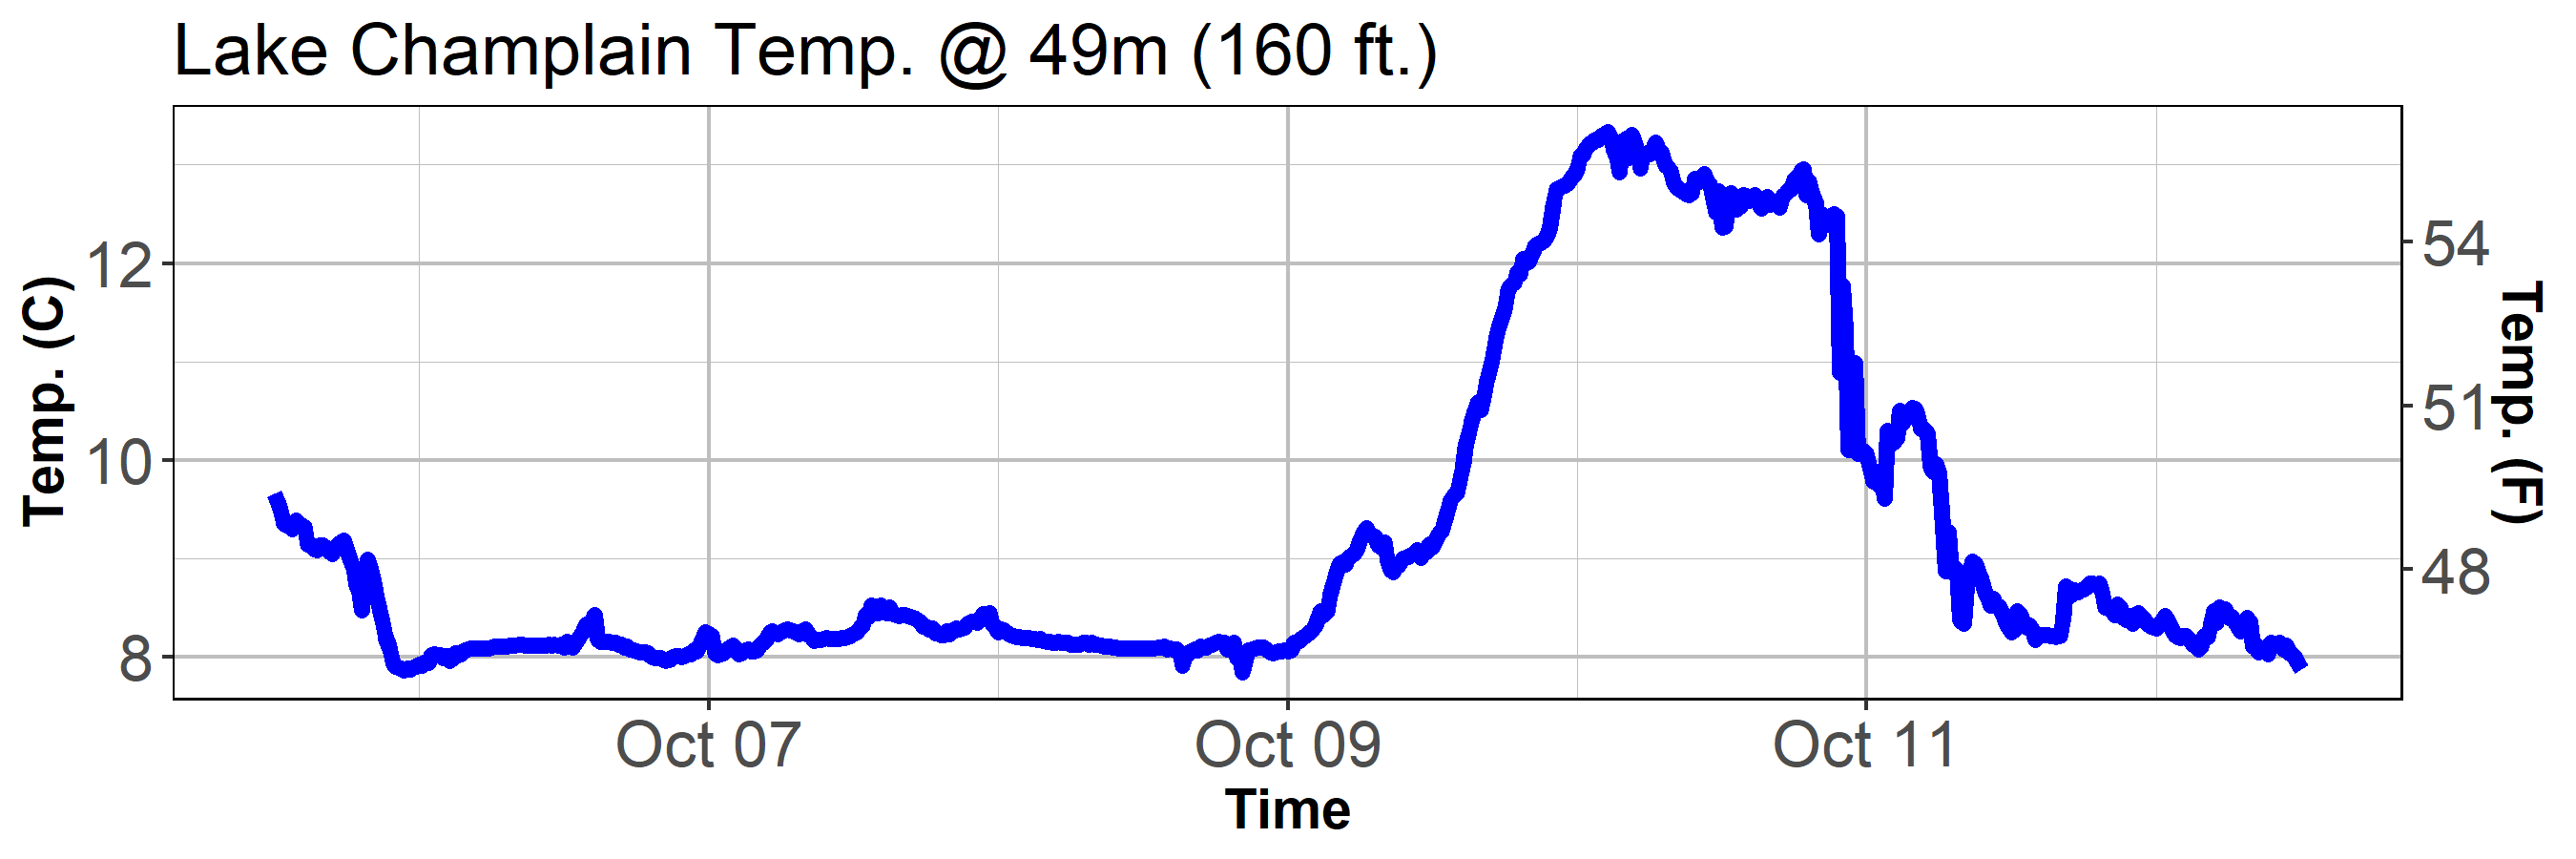 Lake Champlain Temp. @ 49m (160 ft.)
Temp. (C)
12
10
8
54
51
48
Temp. (F)
Oct 07
Oct 09
Oct 11
Time